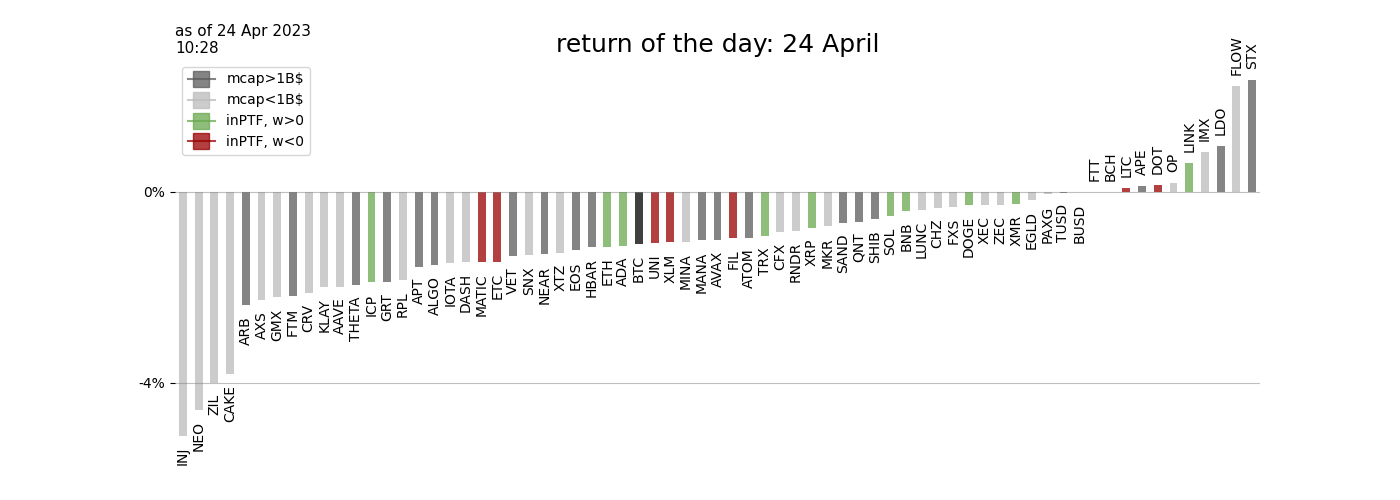 as of 24 Apr 2023
10:28
return of the day: 24 April
mcap>1B$
mcap<1B$
inPTF, w>0
inPTF, w<0
0%
-4%
INJ
NEO
ZIL
CAKE
ARB
AXS
GMX
FTM
CRV
KLAY
AAVE
THETA
ICP
GRT
RPL
APT
ALGO
IOTA
DASH
MATIC
ETC
VET
SNX
NEAR
XTZ
EOS
HBAR
ETH
ADA
BTC
UNI
XLM
MINA
MANA
AVAX
FIL
ATOM
TRX
CFX
RNDR
XRP
MKR
SAND
QNT
SHIB
SOL
BNB
LUNC
CHZ
FXS
DOGE
XEC
ZEC
XMR
EGLD
PAXG
TUSD
BUSD
FTT
BCH
LTC
APE
DOT
OP
LINK
IMX
LDO
FLOW
STX